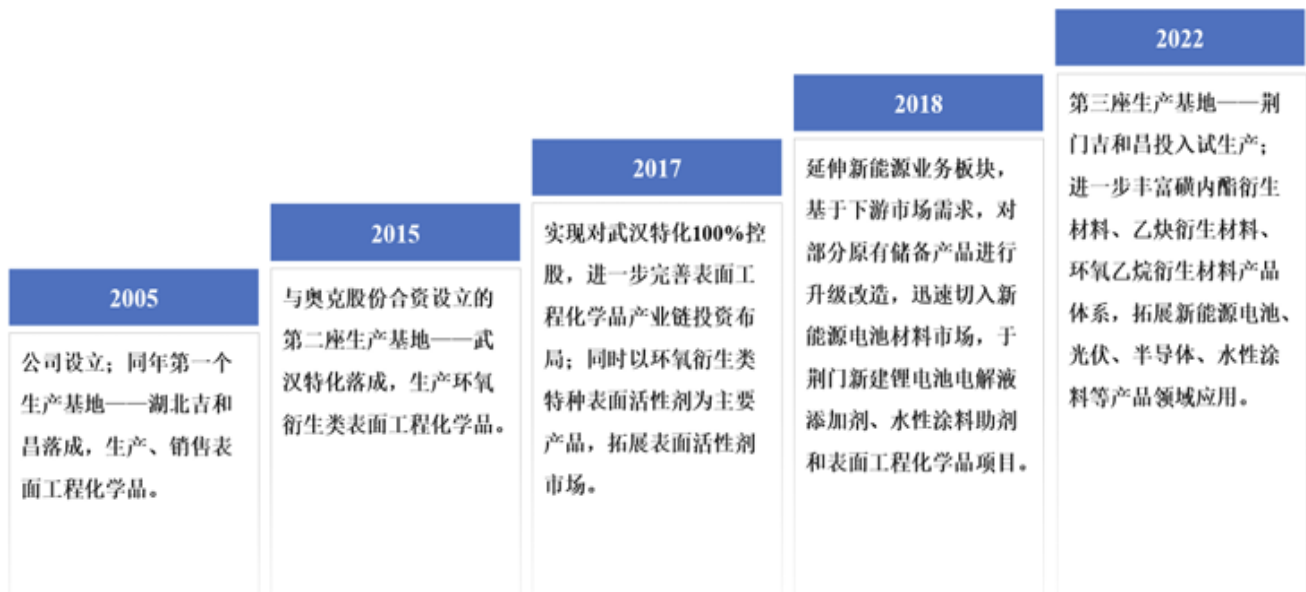 2005
公司设立；同年第一个
生产基地——湖北吉和
昌落成，生产、销售表
面工程化学品。
2015
与奥克股份合资设立的
第二座生产基地——武
汉特化落成，生产环氧
衍生类表面工程化学品。
2017
实现对武汉特化100%控
股，进一步完善表面工
程化学品产业链投资布
局；同时以环氧衍生类
特种表面活性剂为主要
产品，拓展表面活性剂
市场。
2018
延伸新能源业务板块，
基于下游市场需求，对
部分原有储备产品进行
升级改造，迅速切入新
能源电池材料市场，于
荆门新建锂电池电解液
添加剂、水性涂料助剂
和表面工程化学品项目。
2022
第三座生产基地——荆
门吉和昌投入试生产；
进一步丰富磺内酯衍生
材料、乙炔衍生材料、
环氧乙烷衍生材料产品
体系，拓展新能源电池、
光伏、半导体、水性涂
料等产品领域应用。